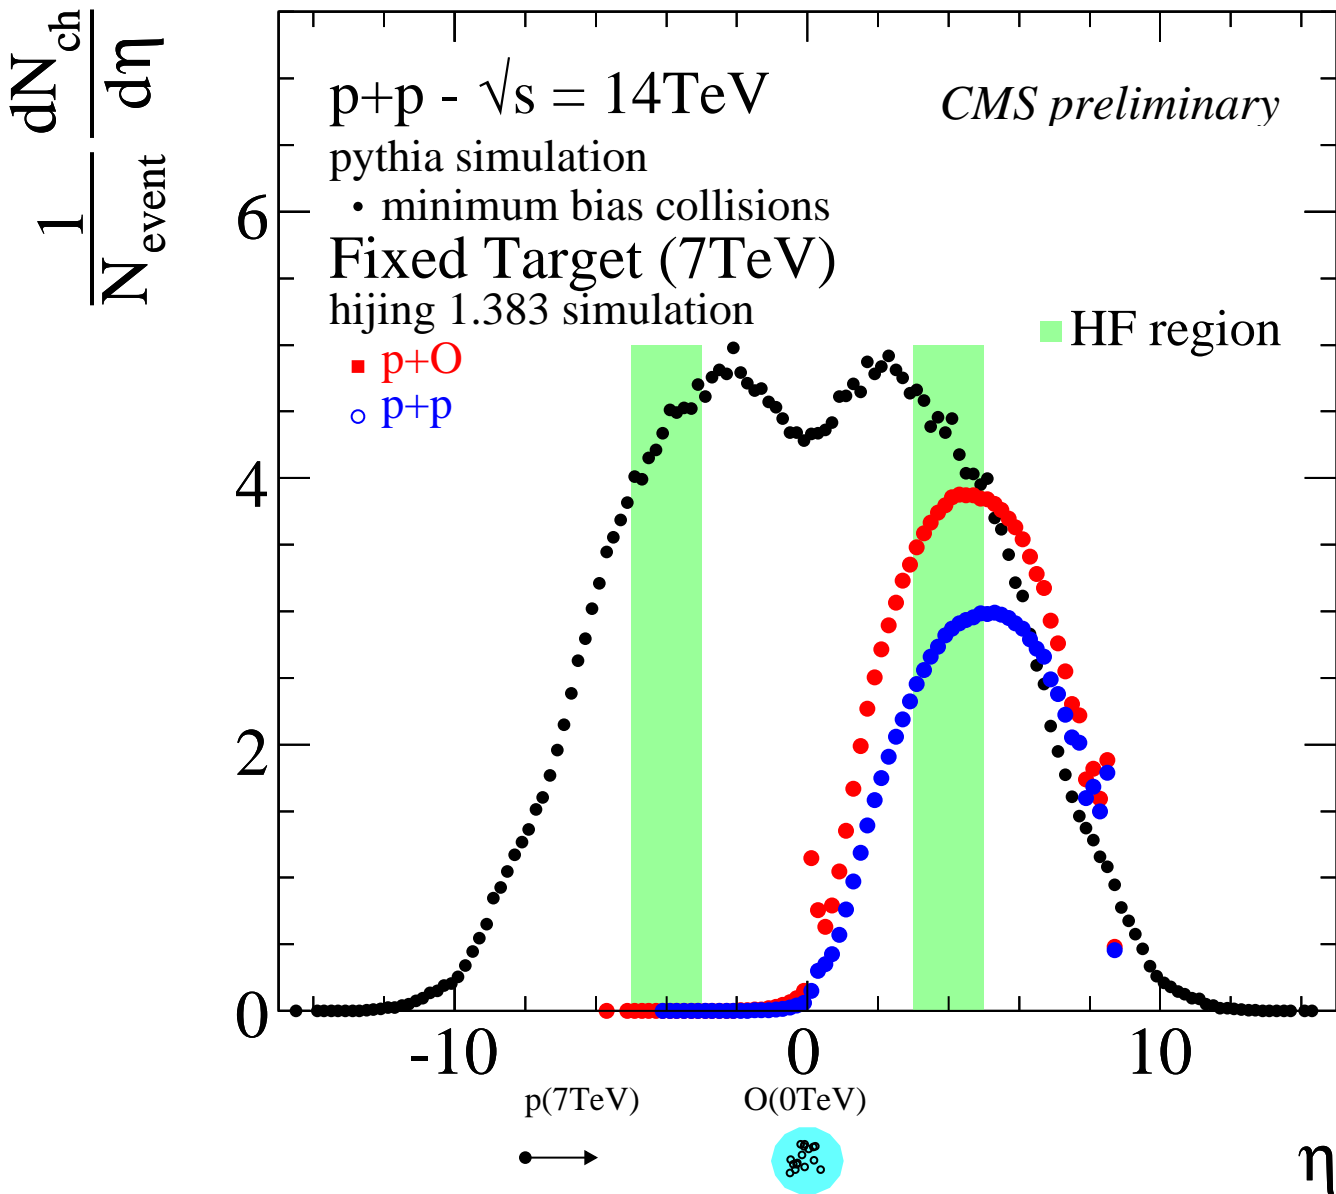 1 dN_ch
N_event dη
p+p - √s = 14TeV
CMS preliminary
pythia simulation
• minimum bias collisions
Fixed Target (7TeV)
hijing 1.383 simulation
p+O
p+p
HF region
6
4
2
0
-10 0 10
p(7TeV) O(0TeV)
η